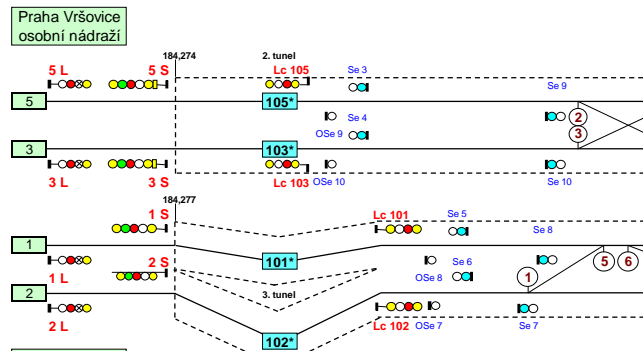 Praha Vršovice
osobní nádraží
184,274
2. tunel
5 L
5 S
Lc 105
Se 3
Se 9
5
105*
Se 4
OSe 9
2
3
3
103*
3 L
3 S
Lc 103
OSe 10
Se 10
184,277
1 S
Lc 101
Se 5
Se 8
1
101*
1 L
2 S
Se 6
OSe 8
5
6
3. tunel
1
2
2 L
Lc 102
OSe 7
Se 7
102*